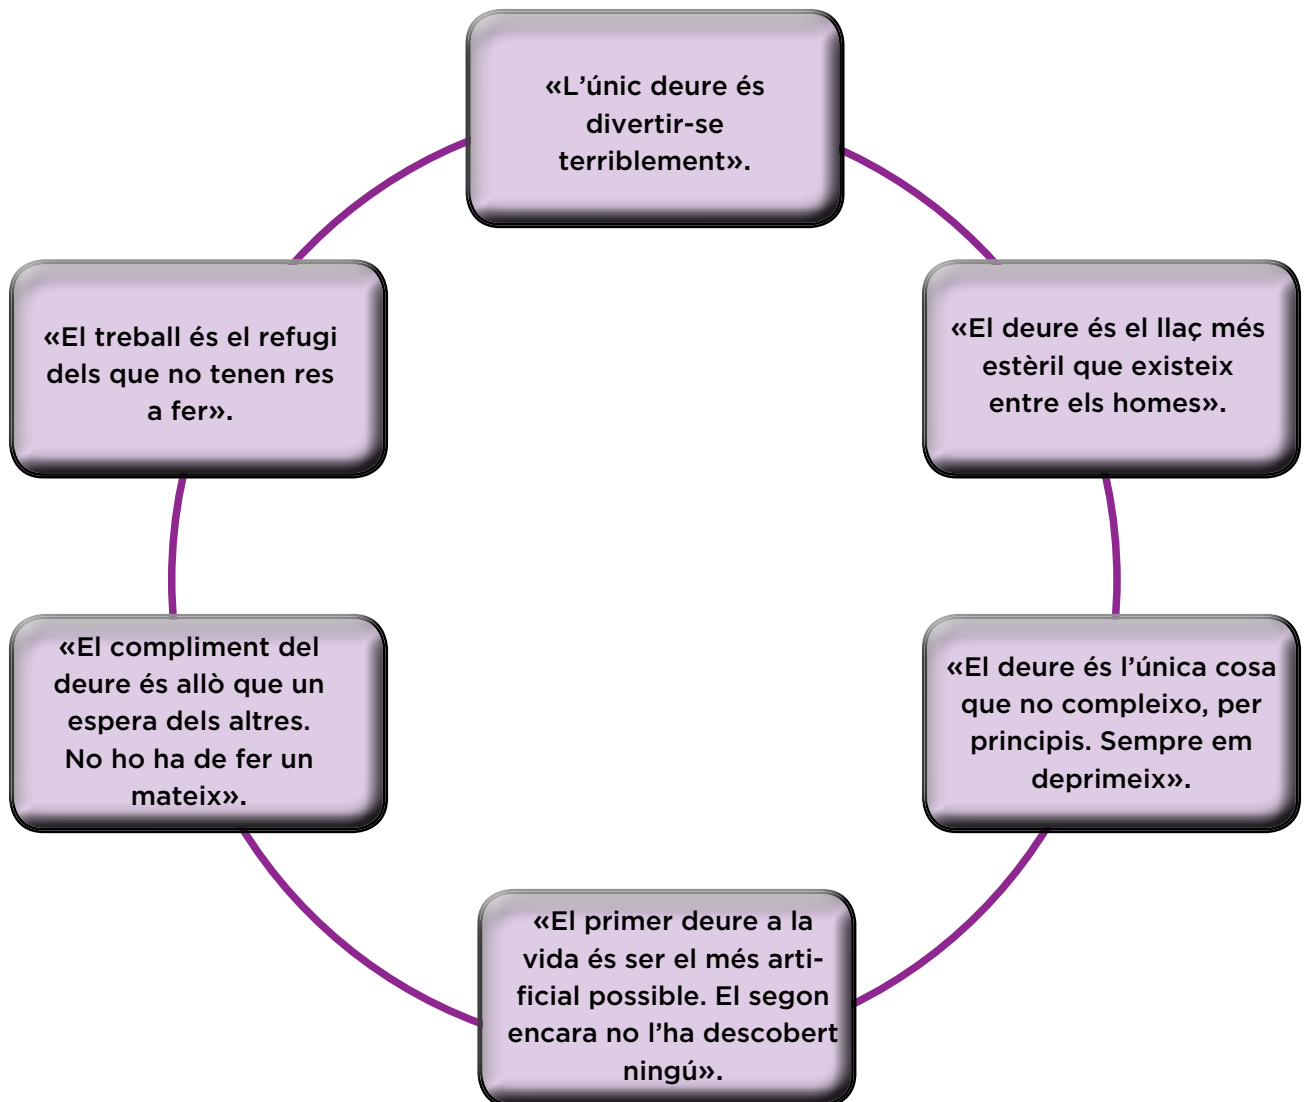 «L’únic deure és
divertir-se
terriblement».
«El deure és el llaç més
estèril que existeix
entre els homes».
«El deure és l’única cosa
que no compleixo, per
principis. Sempre em
deprimeix».
«El primer deure a la
vida és ser el més arti-
ficial possible. El segon
encara no l’ha descobert
ningú».
«El compliment del
deure és allò que un
espera dels altres.
No ho ha de fer un
mateix».
«El treball és el refugi
dels que no tenen res
a fer».